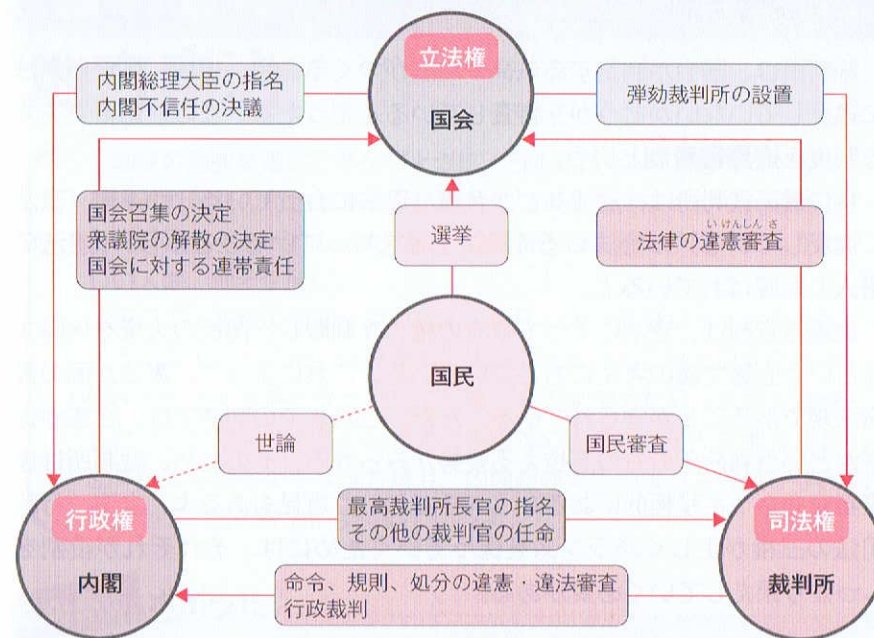 立法権
国会
内閣総理大臣の指名
内閣不信任の決議
弾劾裁判所の設置
国会召集の決定
衆議院の解散の決定
国会に対する連帯責任
選挙
いけんしんさ
法律の違憲審査
国民
世論
国民審査
行政権
内閣
最高裁判所長官の指名
その他の裁判官の任命
司法権
裁判所
命令、規則、処分の違憲・違法審査
行政裁判